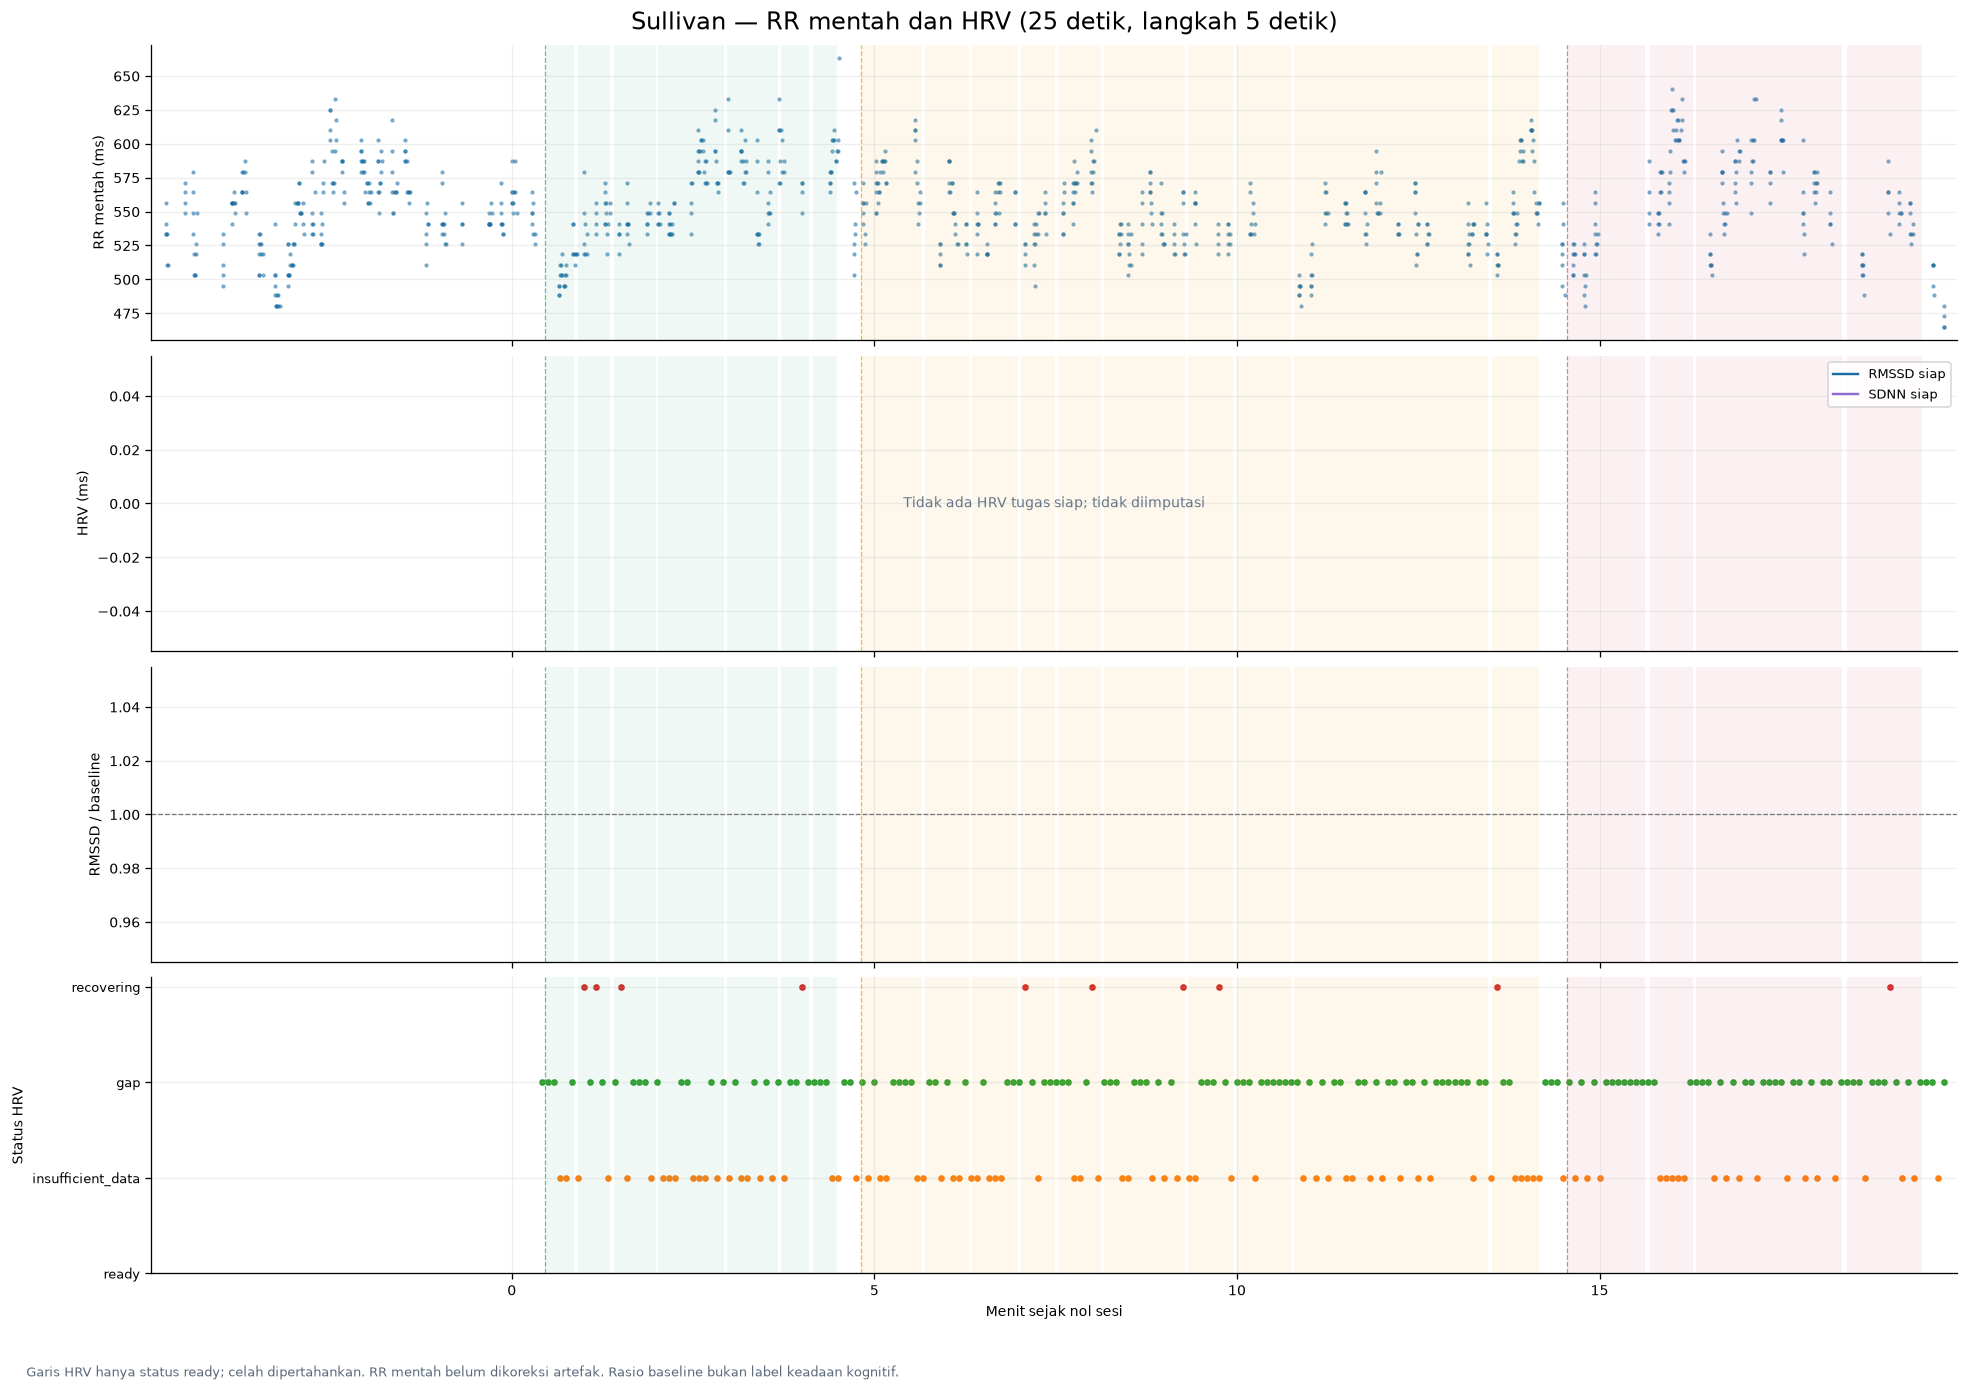 Sullivan — RR mentah dan HRV (25 detik, langkah 5 detik)
RR mentah (ms)
650
625
600
575
550
525
500
475
HRV (ms)
0.04
0.02
0.00
−0.02
−0.04
RMSSD siap
SDNN siap
Tidak ada HRV tugas siap; tidak diimputasi
RMSSD / baseline
1.04
1.02
1.00
0.98
0.96
Status HRV
recovering
gap
insufficient_data
ready
0
5
10
15
Menit sejak nol sesi
Garis HRV hanya status ready; celah dipertahankan. RR mentah belum dikoreksi artefak. Rasio baseline bukan label keadaan kognitif.